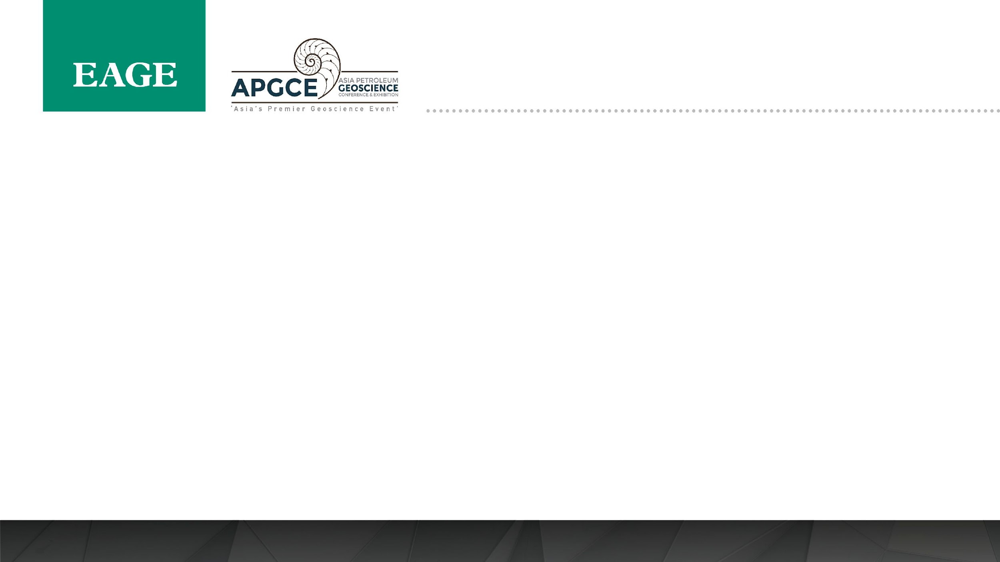 EAGE
APGCE
ASIA PETROLEUM
GEOSCIENCE
CONFERENCE & EXHIBITION
'Asia's Premier Geoscience Event'